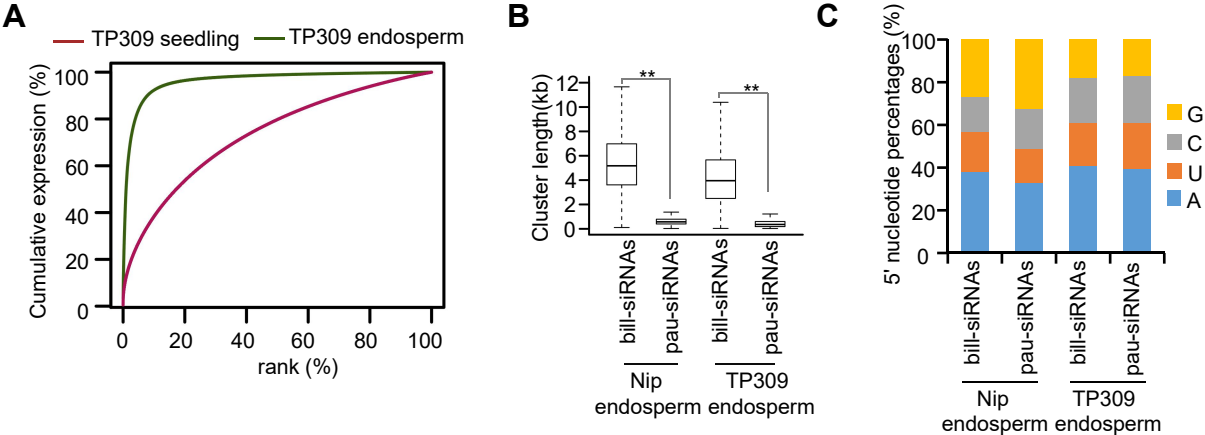 A
TP309 seedling
TP309 endosperm
Cumulative expression (%)
100
80
60
40
20
0
0 20 40 60 80 100
rank (%)
B
Cluster length(kb)
12
10
8
6
4
2
0
**
**
bill-siRNAs
pau-siRNAs
bill-siRNAs
pau-siRNAs
Nip
endosperm
TP309
endosperm
C
5' nucleotide percentages (%)
100
80
60
40
20
0
G
C
U
A
bill-siRNAs
pau-siRNAs
bill-siRNAs
pau-siRNAs
Nip
endosperm
TP309
endosperm